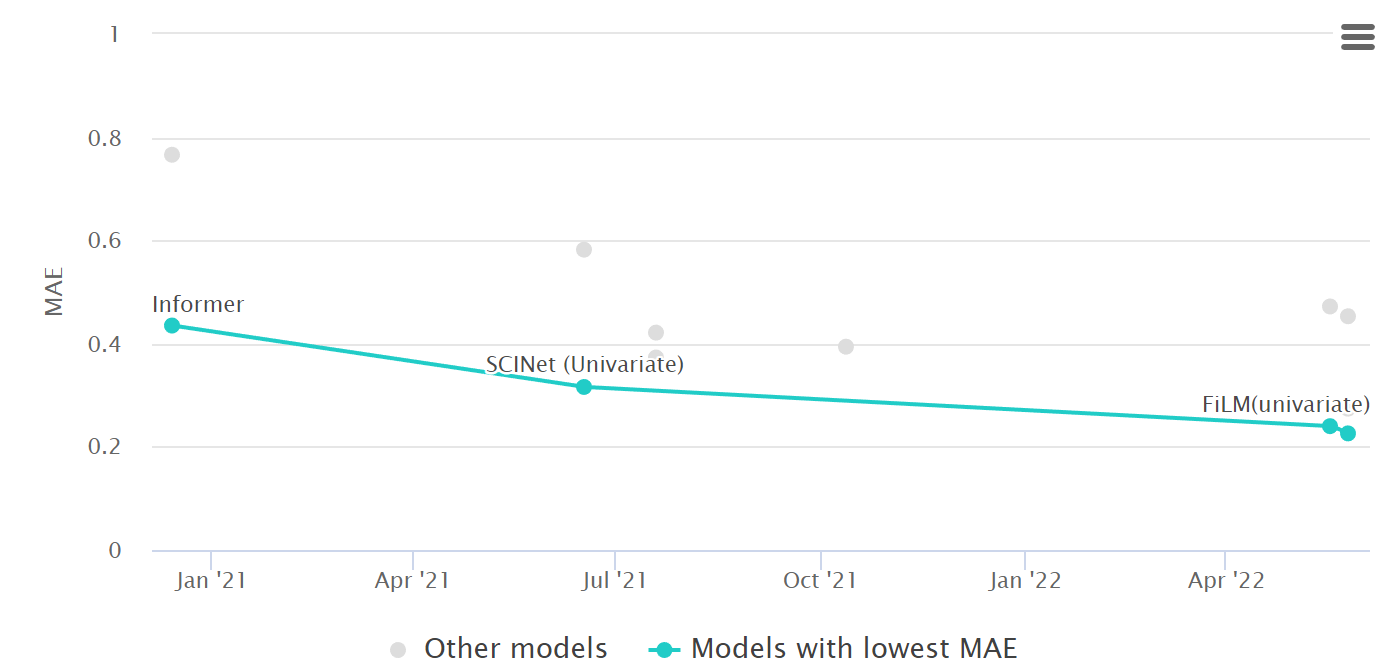 1
0.8
0.6
0.4
0.2
0
MAE
Informer
SCINet (Univariate)
FiLM(univariate)
Jan '21
Apr '21
Jul '21
Oct '21
Jan '22
Apr '22
Other models
Models with lowest MAE